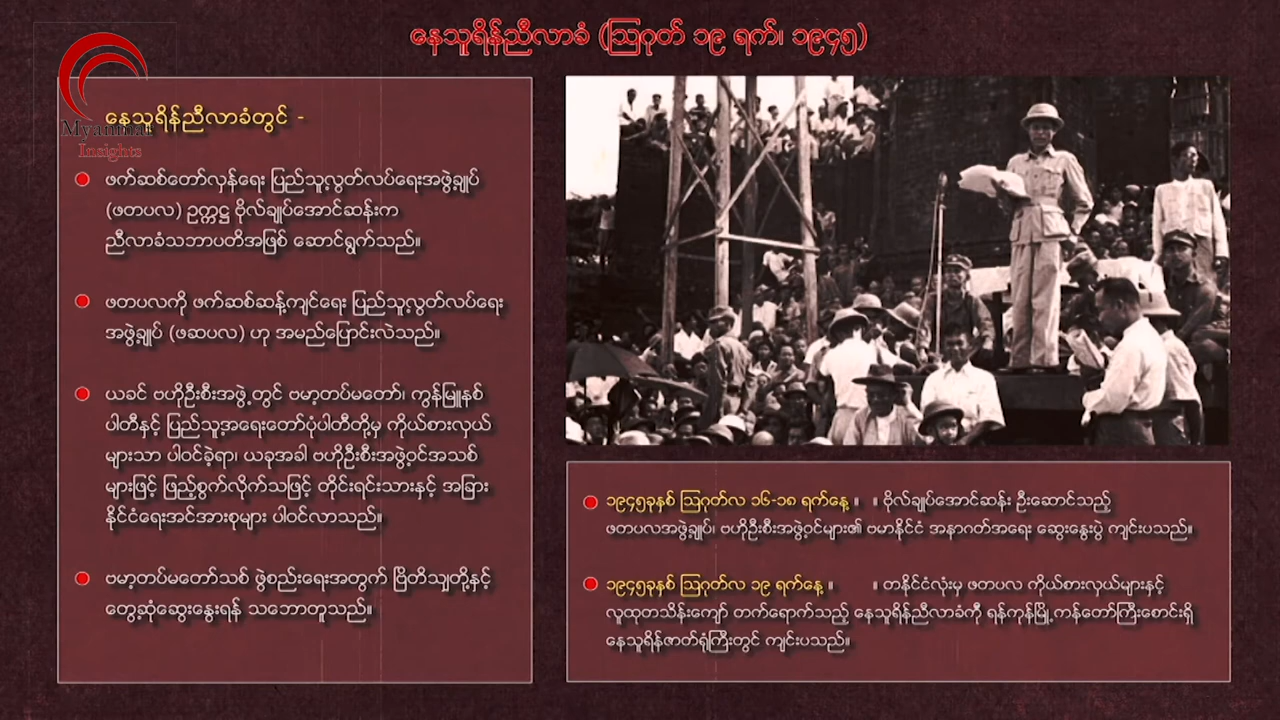 နေသူရိန်ညီလာခံ (ဩဂုတ် ၁၉ ရက်၊ ၁၉၄၅)
Myanmar
Insights
နေသူရိန်ညီလာခံတွင် -
ဖက်ဆစ်တော်လှန်ရေး ပြည်သူ့လွတ်လပ်ရေးအဖွဲ့ချုပ်
(ဖတပလ) ဥက္ကဋ္ဌ ဗိုလ်ချုပ်အောင်ဆန်းက
ညီလာခံသဘာပတိအဖြစ် ဆောင်ရွက်သည်။
ဖတပလကို ဖက်ဆစ်ဆန့်ကျင်ရေး ပြည်သူ့လွတ်လပ်ရေး
အဖွဲ့ချုပ် (ဖဆပလ) ဟု အမည်ပြောင်းလဲသည်။
ယခင် ဗဟိုဦးစီးအဖွဲ့တွင် ဗမာ့တပ်မတော်၊ ကွန်မြူနစ်
ပါတီနှင့် ပြည်သူ့အရေးတော်ပုံပါတီတို့မှ ကိုယ်စားလှယ်
များသာ ပါဝင်ခဲ့ရာ၊ ယခုအခါ ဗဟိုဦးစီးအဖွဲ့ဝင်အသစ်
များဖြင့် ဖြည့်စွက်လိုက်သဖြင့် တိုင်းရင်းသားနှင့် အခြား
နိုင်ငံရေးအင်အားစုများ ပါဝင်လာသည်။
ဗမာ့တပ်မတော်သစ် ဖွဲ့စည်းရေးအတွက် ဗြိတိသျှတို့နှင့်
တွေ့ဆုံဆွေးနွေးရန် သဘောတူသည်။
၁၉၄၅ခုနှစ် ဩဂုတ်လ ၁၆-၁၈ ရက်နေ့ ။ ။ ဗိုလ်ချုပ်အောင်ဆန်း ဦးဆောင်သည့်
ဖတပလအဖွဲ့ချုပ်၊ ဗဟိုဦးစီးအဖွဲ့ဝင်များ၏ ဗမာနိုင်ငံ အနာဂတ်အရေး ဆွေးနွေးပွဲ ကျင်းပသည်။
၁၉၄၅ခုနှစ် ဩဂုတ်လ ၁၉ ရက်နေ့ ။ ။ တနိုင်ငံလုံးမှ ဖတပလ ကိုယ်စားလှယ်များနှင့်
လူထုတသိန်းကျော် တက်ရောက်သည့် နေသူရိန်ညီလာခံကို ရန်ကုန်မြို့ ကန်တော်ကြီးစောင်းရှိ
နေသူရိန်ဇာတ်ရုံကြီးတွင် ကျင်းပသည်။